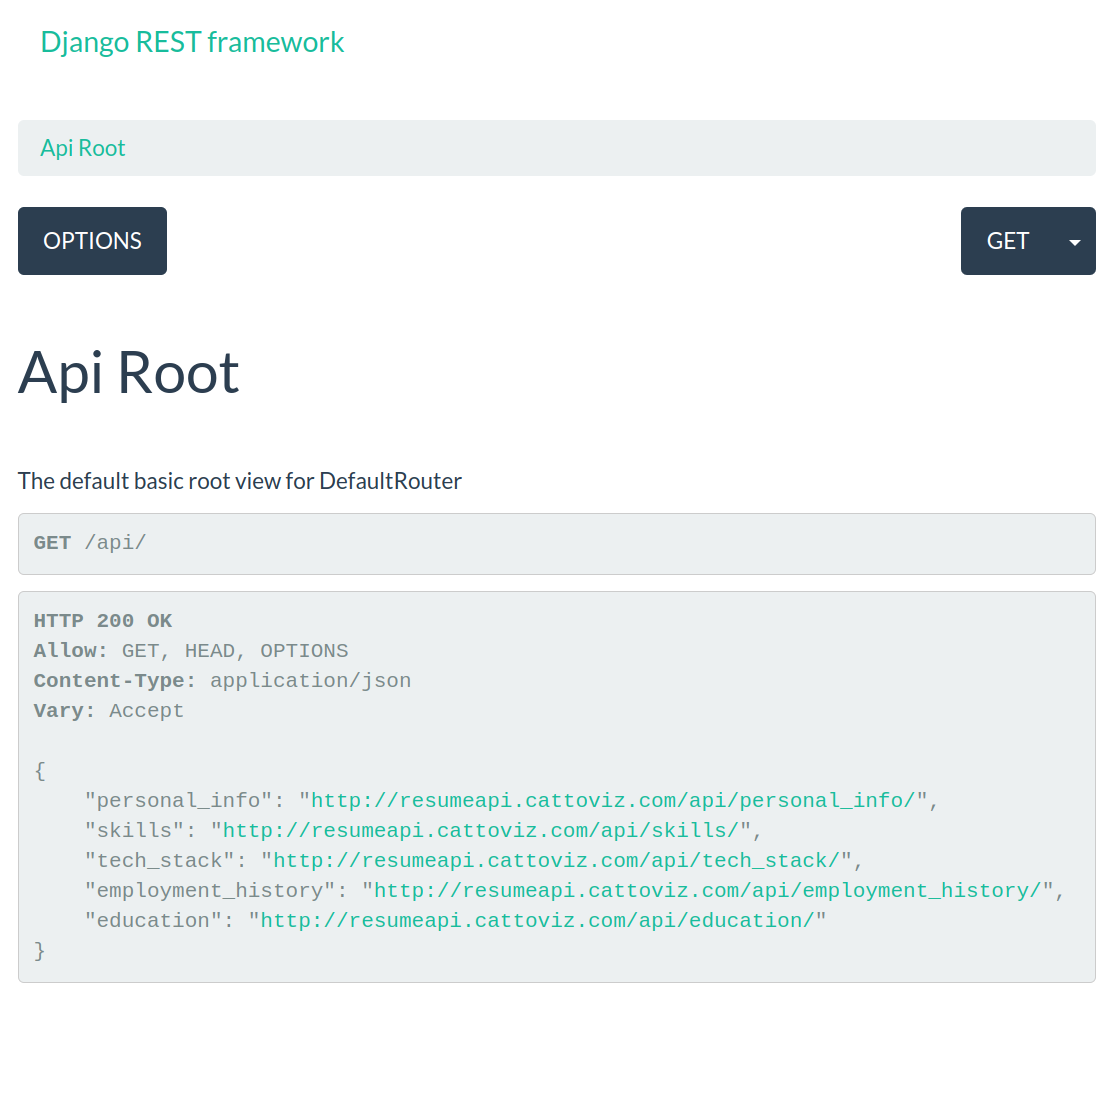 Django REST framework
Api Root
OPTIONS
GET
Api Root
The default basic root view for DefaultRouter
GET /api/
HTTP 200 OK
Allow: GET, HEAD, OPTIONS
Content-Type: application/json
Vary: Accept
{
    "personal_info": "http://resumeapi.cattoviz.com/api/personal_info/",
    "skills": "http://resumeapi.cattoviz.com/api/skills/",
    "tech_stack": "http://resumeapi.cattoviz.com/api/tech_stack/",
    "employment_history": "http://resumeapi.cattoviz.com/api/employment_history/",
    "education": "http://resumeapi.cattoviz.com/api/education/"
}